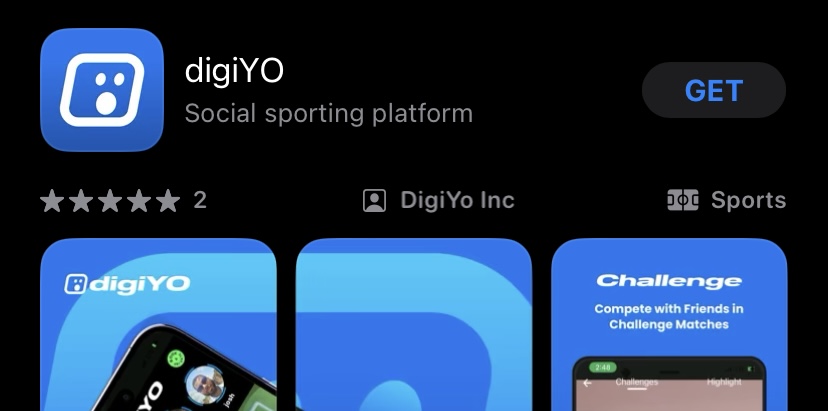 digiYO
Social sporting platform
GET
2
DigiYo Inc
Sports
digiYO
Challenge
Compete with Friends in
Challenge Matches
2:48
Challenges
Highlight
YO
josh